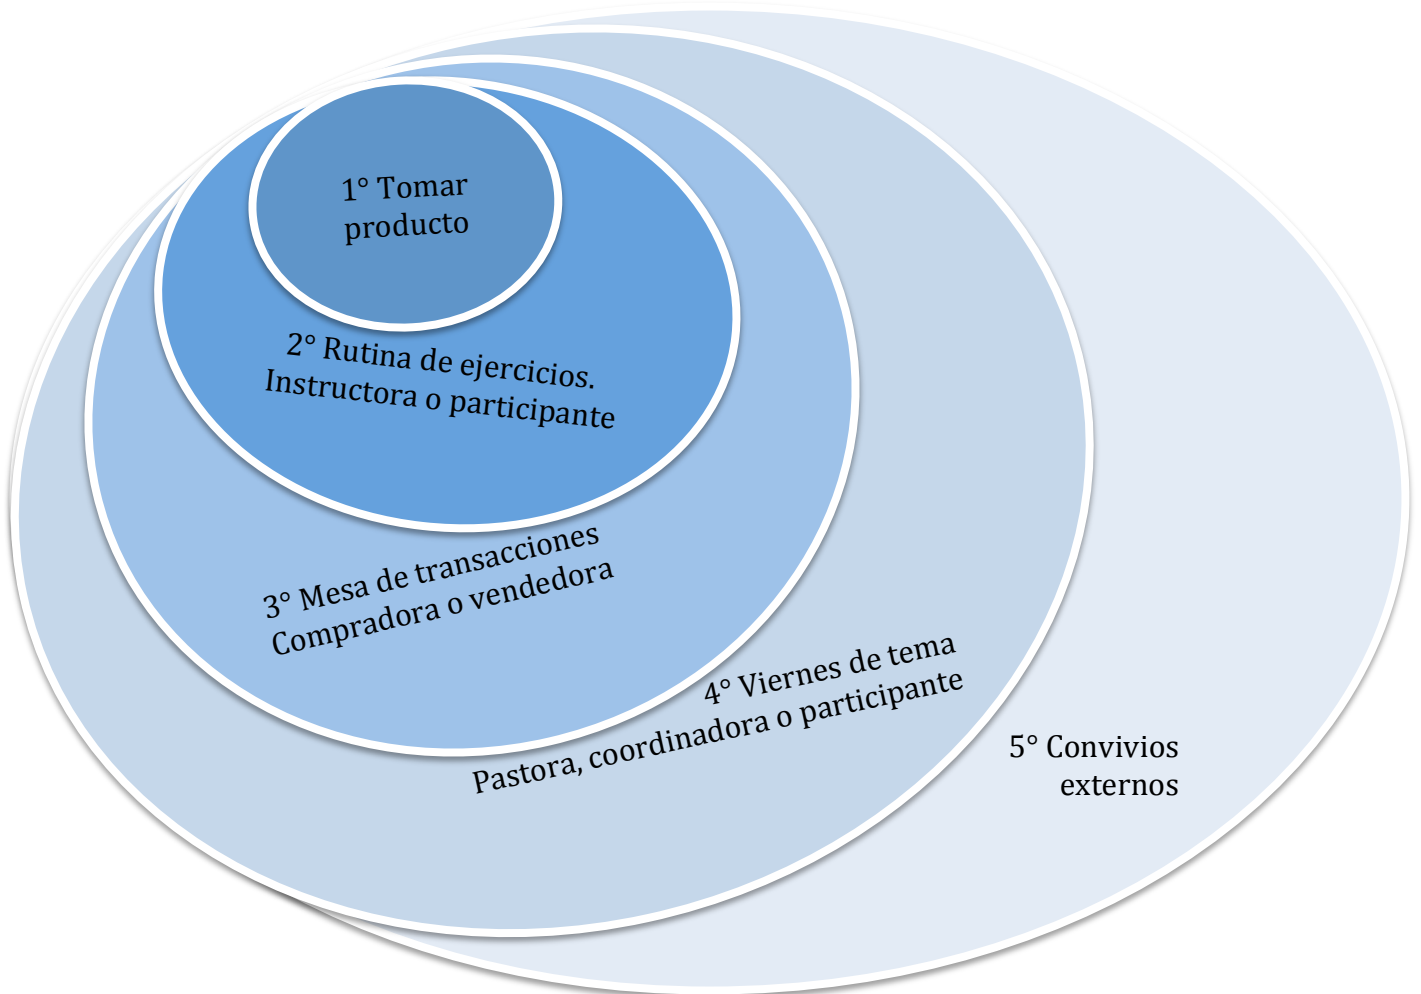 1° Tomar
producto
2° Rutina de ejercicios.
Instructora o participante
3° Mesa de transacciones
Compradora o vendedora
4° Viernes de tema
Pastora, coordinadora o participante
5° Convivios
externos